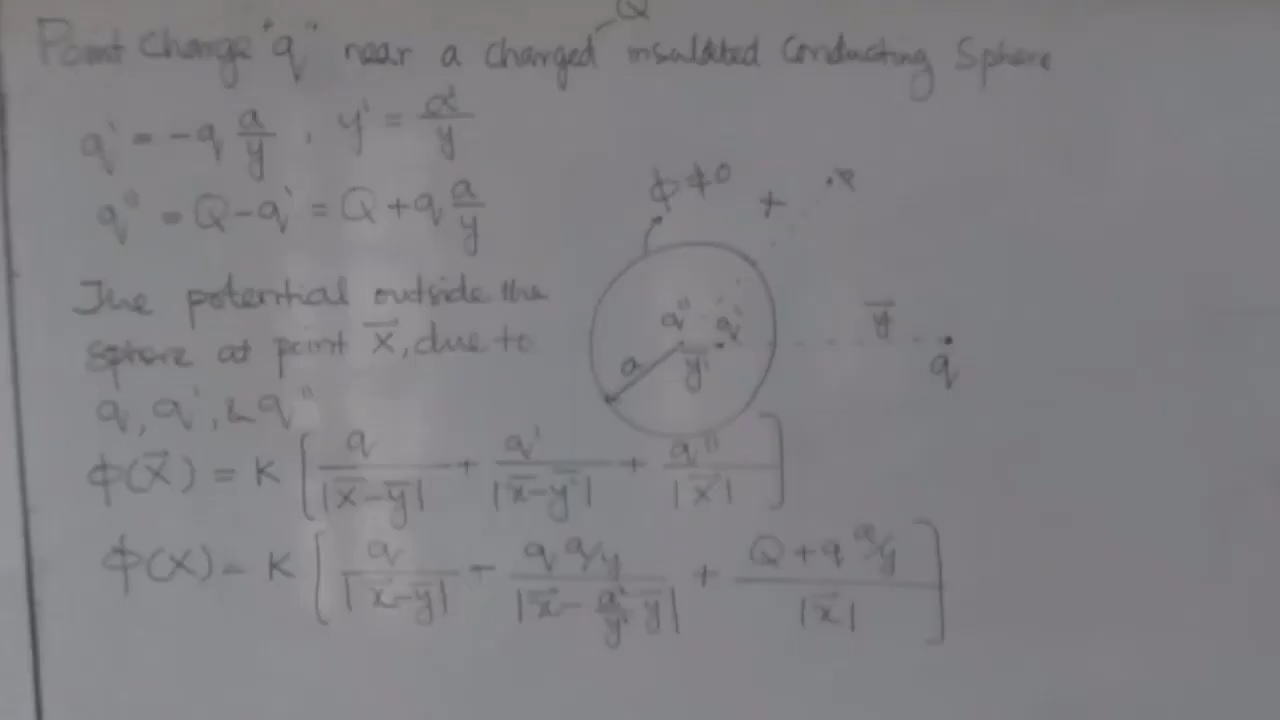 Point Charge "q" near a charged Q insulated Conducting Sphere
q' = -q a/y , y' = a²/y
q'' = Q - q' = Q + q a/y
The potential outside the
sphere at point x⃗, due to
q, q', & q''
Φ(x⃗) = K [ q/|x⃗-y⃗| + q'/|x⃗-y⃗'| + q''/|x⃗| ]
Φ(x) = K [ q/|x⃗-y⃗| - q a/y/|x⃗ - a²/y² y⃗| + Q + q a/y/|x⃗| ]
Φ ≠ 0
+
q'' q'
a y'
y⃗
q